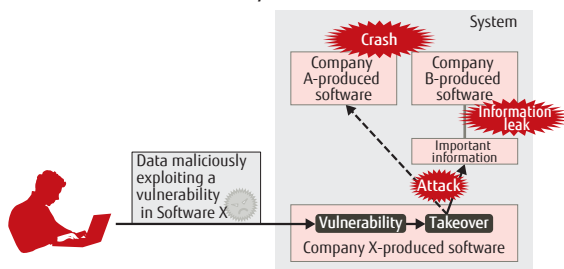 System
Crash
Company
A-produced
software
Company
B-produced
software
Information
leak
Important
information
Attack
Data maliciously
exploiting a
vulnerability
in Software X
Vulnerability
Takeover
Company X-produced software